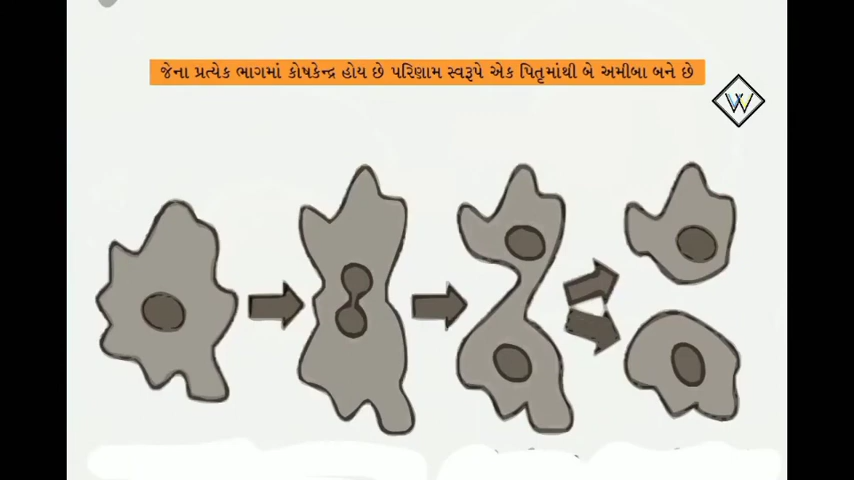 જેના પ્રત્યેક ભાગમાં કોષકેન્દ્ર હોય છે પરિણામ સ્વરૂપે એક પિતૃમાંથી બે અમીબા બને છે
W